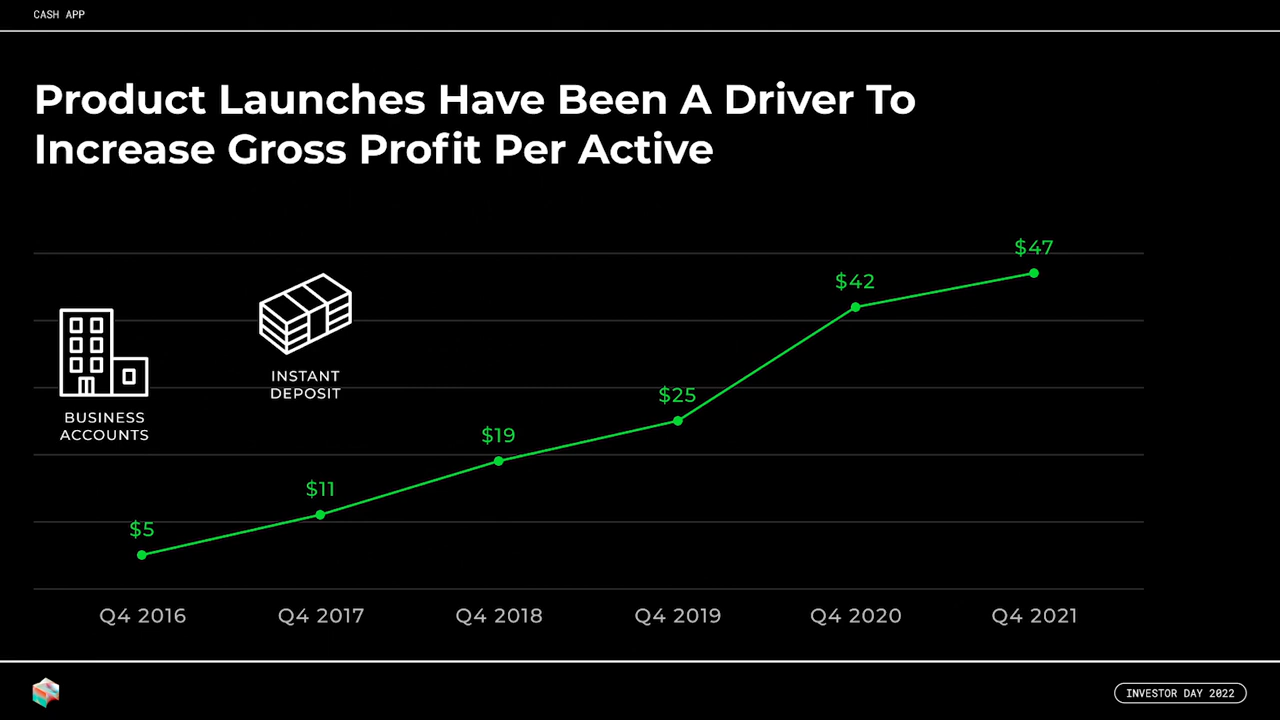 CASH APP
Product Launches Have Been A Driver To
Increase Gross Profit Per Active
$47
$42
INSTANT
DEPOSIT
$25
BUSINESS
ACCOUNTS
$19
$11
$5
Q4 2016 Q4 2017 Q4 2018 Q4 2019 Q4 2020 Q4 2021
INVESTOR DAY 2022